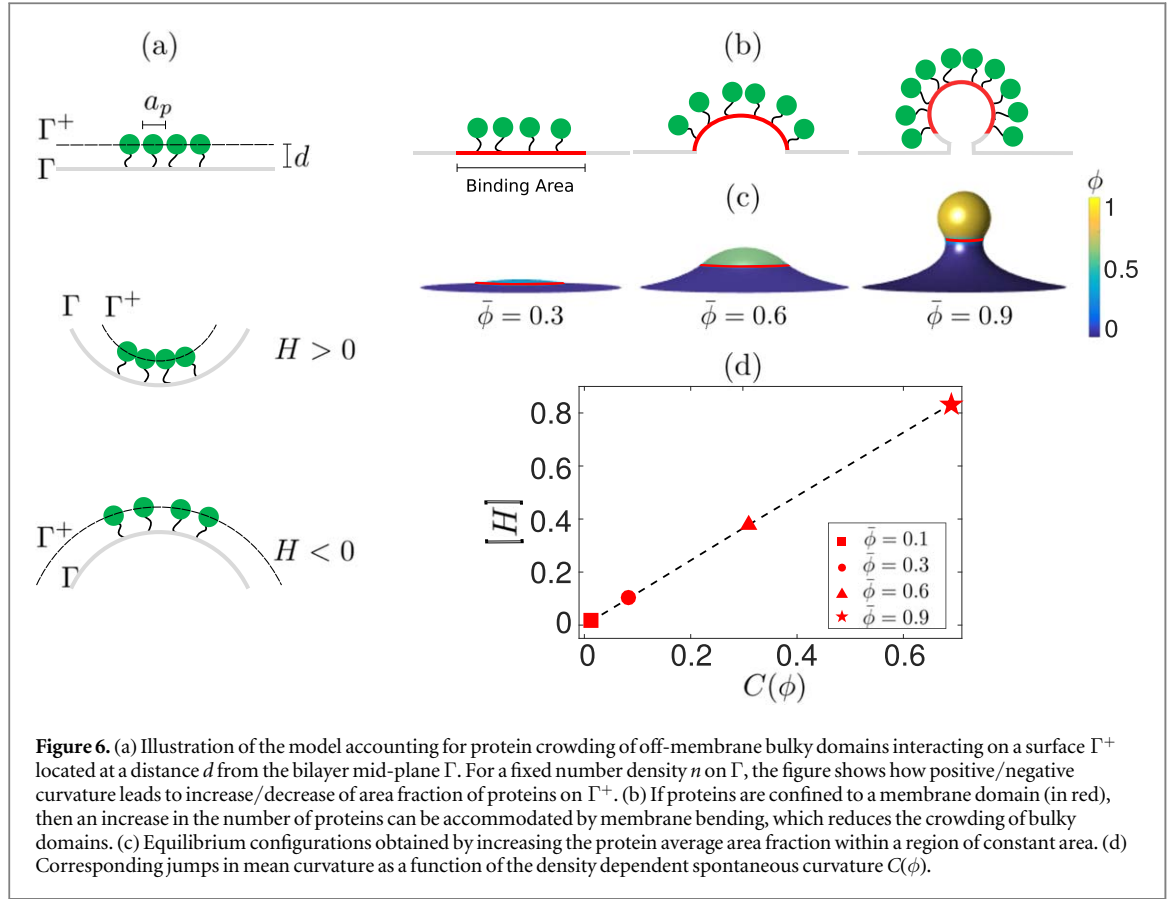 (a)
a_p
Γ⁺
Γ
d
Γ Γ⁺
H > 0
Γ⁺
Γ
H < 0
(b)
Binding Area
(c)
ϕ
1
0.5
0
ϕ̄ = 0.3
ϕ̄ = 0.6
ϕ̄ = 0.9
(d)
0.8
0.6
0.4
0.2
0
[[H]]
0 0.2 0.4 0.6
C(ϕ)
ϕ̄ = 0.1
ϕ̄ = 0.3
ϕ̄ = 0.6
ϕ̄ = 0.9
Figure 6. (a) Illustration of the model accounting for protein crowding of off-membrane bulky domains interacting on a surface Γ⁺
located at a distance d from the bilayer mid-plane Γ. For a fixed number density n on Γ, the figure shows how positive/negative
curvature leads to increase/decrease of area fraction of proteins on Γ⁺. (b) If proteins are confined to a membrane domain (in red),
then an increase in the number of proteins can be accommodated by membrane bending, which reduces the crowding of bulky
domains. (c) Equilibrium configurations obtained by increasing the protein average area fraction within a region of constant area. (d)
Corresponding jumps in mean curvature as a function of the density dependent spontaneous curvature C(ϕ).